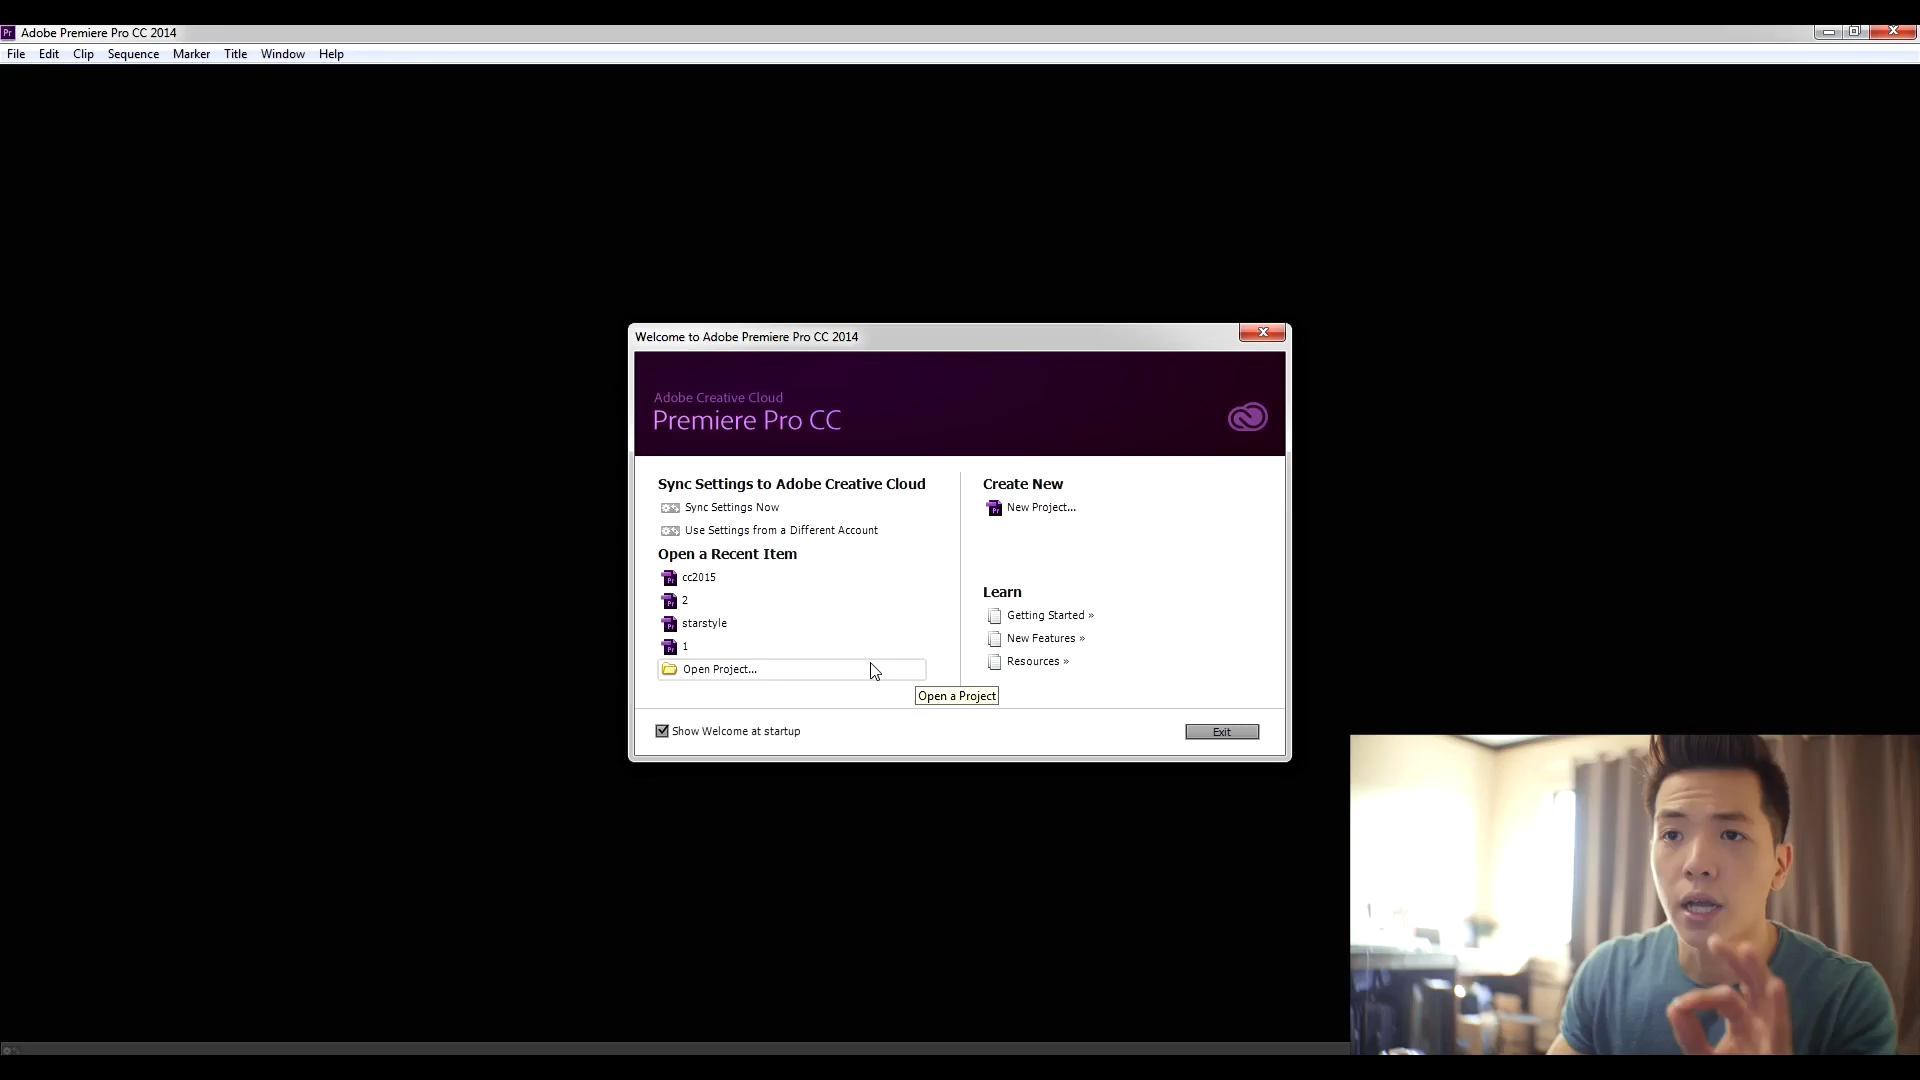 Adobe Premiere Pro CC 2014
File Edit Clip Sequence Marker Title Window Help
Welcome to Adobe Premiere Pro CC 2014
Adobe Creative Cloud
Premiere Pro CC
Sync Settings to Adobe Creative Cloud
Sync Settings Now
Use Settings from a Different Account
Open a Recent Item
cc2015
2
starstyle
1
Open Project...
Create New
New Project...
Learn
Getting Started »
New Features »
Resources »
Open a Project
Show Welcome at startup
Exit